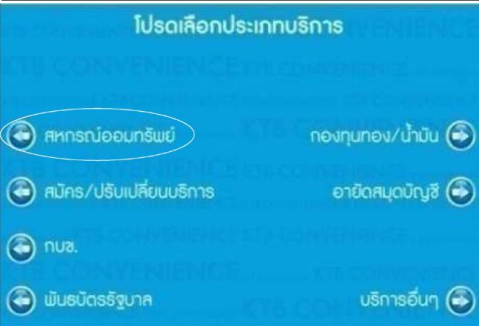 โปรดเลือกประเภทบริการ
สหกรณ์ออมทรัพย์
กองทุนทอง/น้ำมัน
สมัคร/ปรับเปลี่ยนบริการ
อายัดสมุดบัญชี
กบข.
พันธบัตรรัฐบาล
บริการอื่นๆ